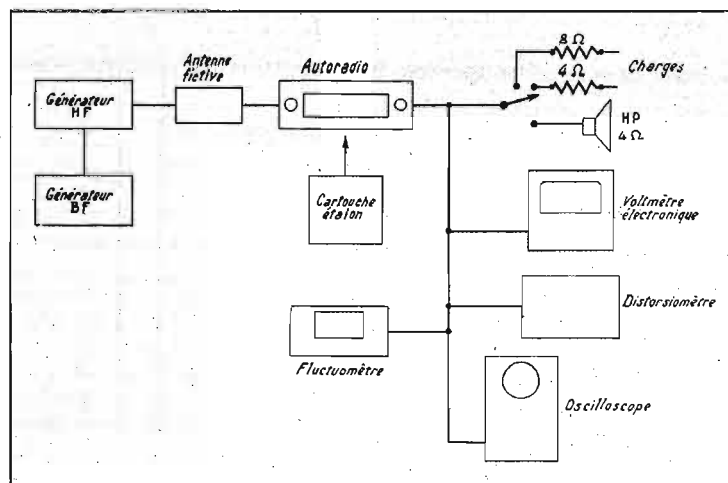 Antenne
fictive
Autoradio
8 Ω
4 Ω
Charges
Générateur
HF
HP
4 Ω
Générateur
BF
Cartouche
étalon
Voltmètre
électronique
Distorsiomètre
Fluctuomètre
Oscilloscope